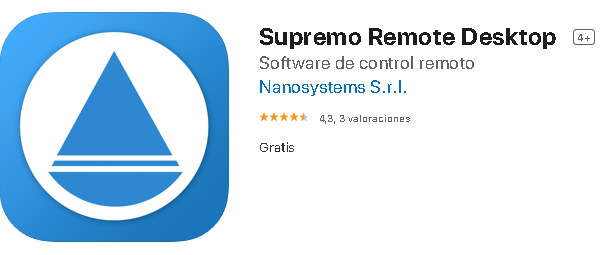 Supremo Remote Desktop 4+
Software de control remoto
Nanosystems S.r.l.
4,3, 3 valoraciones
Gratis